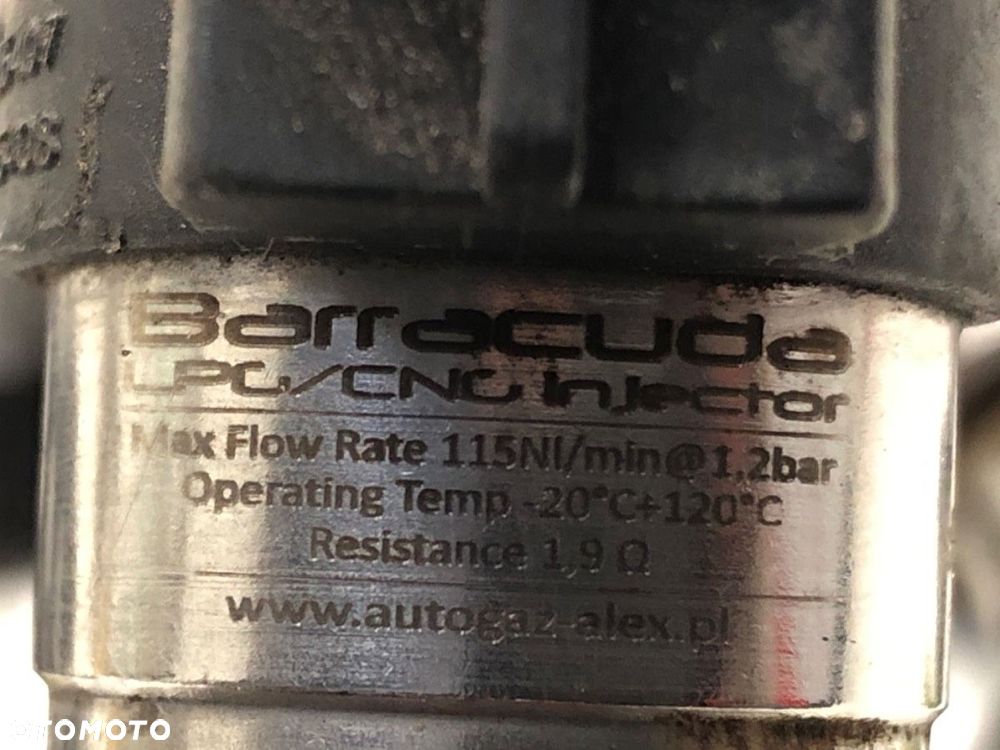 Barracuda
LPG/CNG Injector
Max Flow Rate 115Nl/min@1,2bar
Operating Temp -20°C+120°C
Resistance 1,9 Ω
www.autogaz-alex.pl
OTOMOTO